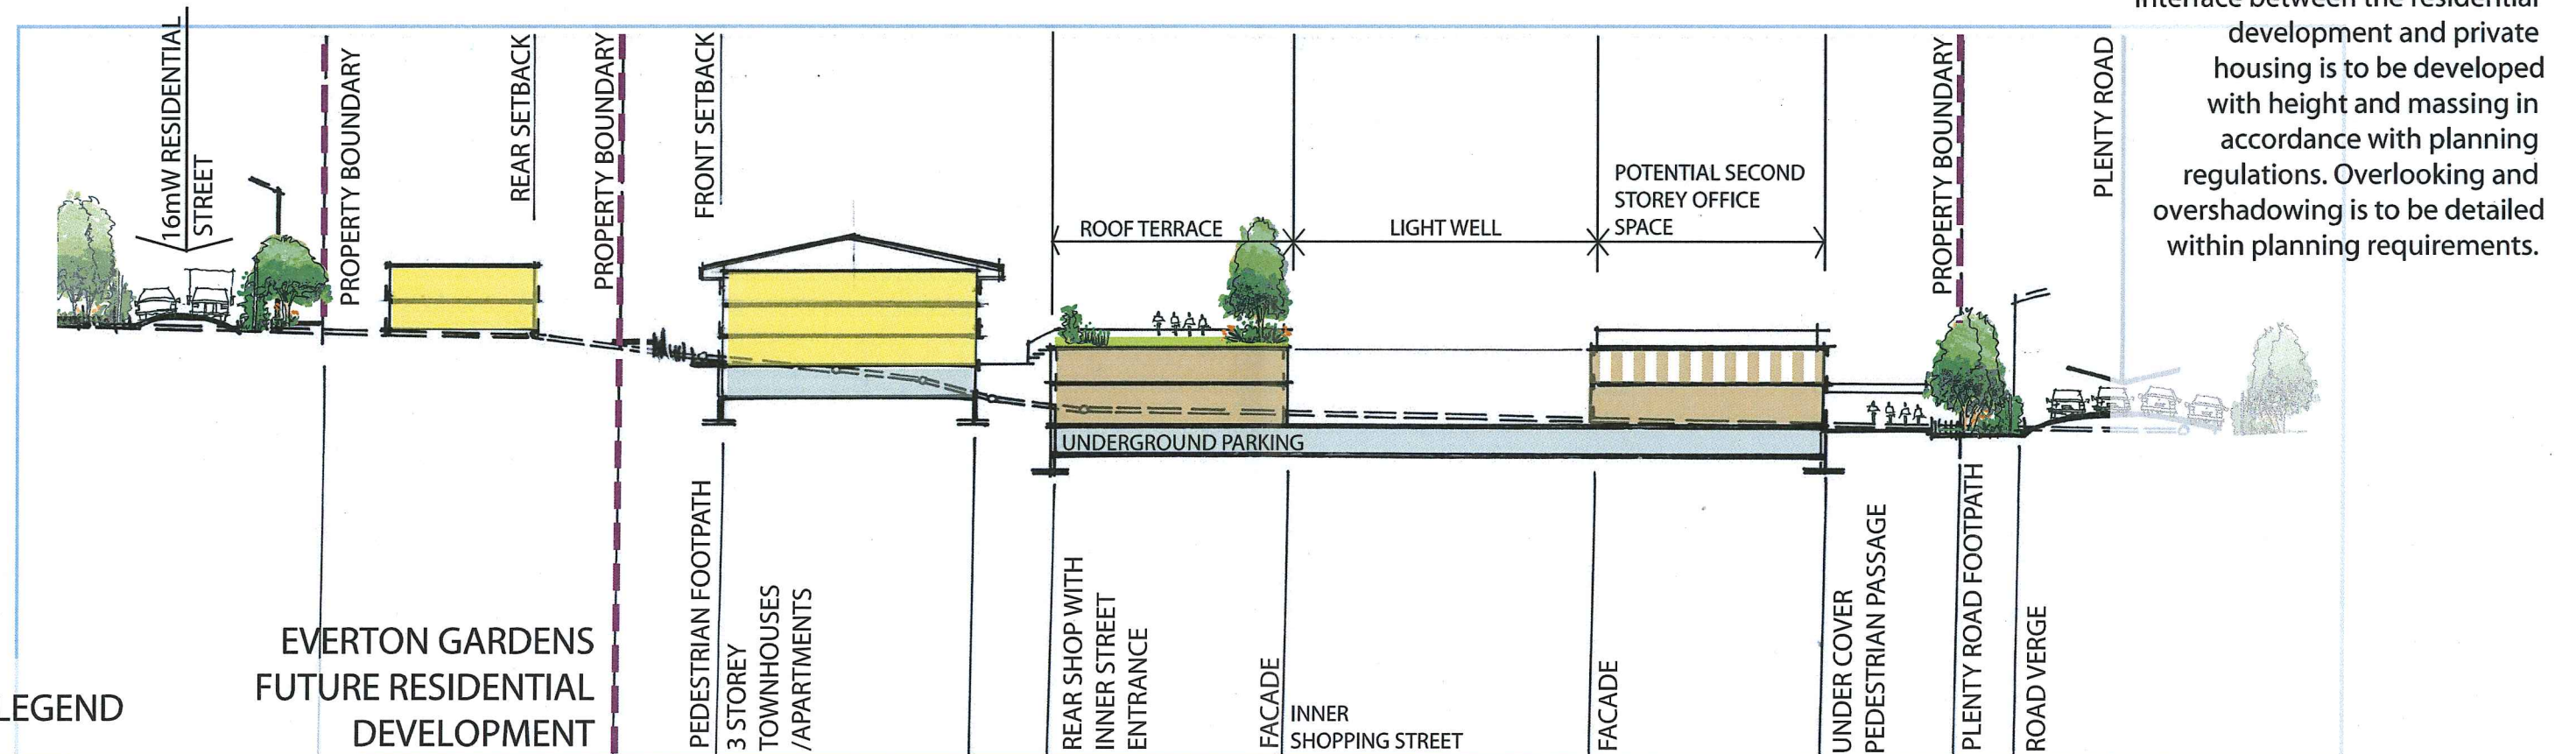 interface between the residential
development and private
housing is to be developed
with height and massing in
accordance with planning
regulations. Overlooking and
overshadowing is to be detailed
within planning requirements.
16mW RESIDENTIAL
STREET
PROPERTY BOUNDARY
REAR SETBACK
PROPERTY BOUNDARY
FRONT SETBACK
ROOF TERRACE
LIGHT WELL
POTENTIAL SECOND
STOREY OFFICE
SPACE
PROPERTY BOUNDARY
PLENTY ROAD
UNDERGROUND PARKING
EVERTON GARDENS
FUTURE RESIDENTIAL
DEVELOPMENT
LEGEND
PEDESTRIAN FOOTPATH
3 STOREY
TOWNHOUSES
/APARTMENTS
REAR SHOP WITH
INNER STREET
ENTRANCE
FACADE
INNER
SHOPPING STREET
FACADE
UNDER COVER
PEDESTRIAN PASSAGE
PLENTY ROAD FOOTPATH
ROAD VERGE